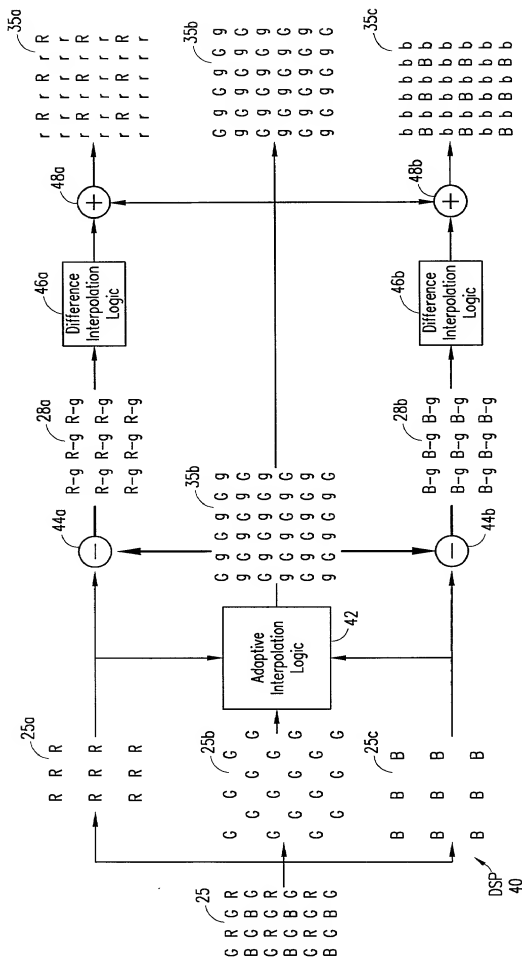 25
G R G R
B G B G
G R G R
B G B G
G R G R
B G B G
25a
R R R
R R R
R R R
25b
G G G
G G G
G G G
G G G
G G G
G G G
25c
B B B
B B B
B B B
DSP
40
Adaptive
Interpolation
Logic
42
44a
−
35b
G g G g G g
g G g G g G
G g G g G g
g G g G g G
G g G g G g
g G g G g G
44b
−
28a
R-g R-g R-g
R-g R-g R-g
R-g R-g R-g
28b
B-g B-g B-g
B-g B-g B-g
B-g B-g B-g
46a
Difference
Interpolation
Logic
46b
Difference
Interpolation
Logic
48a
+
48b
+
35a
r R r R r R
r r r r r r
r R r R r R
r r r r r r
r R r R r R
r r r r r r
35b
G g G g G g
g G g G g G
G g G g G g
g G g G g G
G g G g G g
g G g G g G
35c
b b b b b b
B b B b B b
b b b b b b
B b B b B b
b b b b b b
B b B b B b